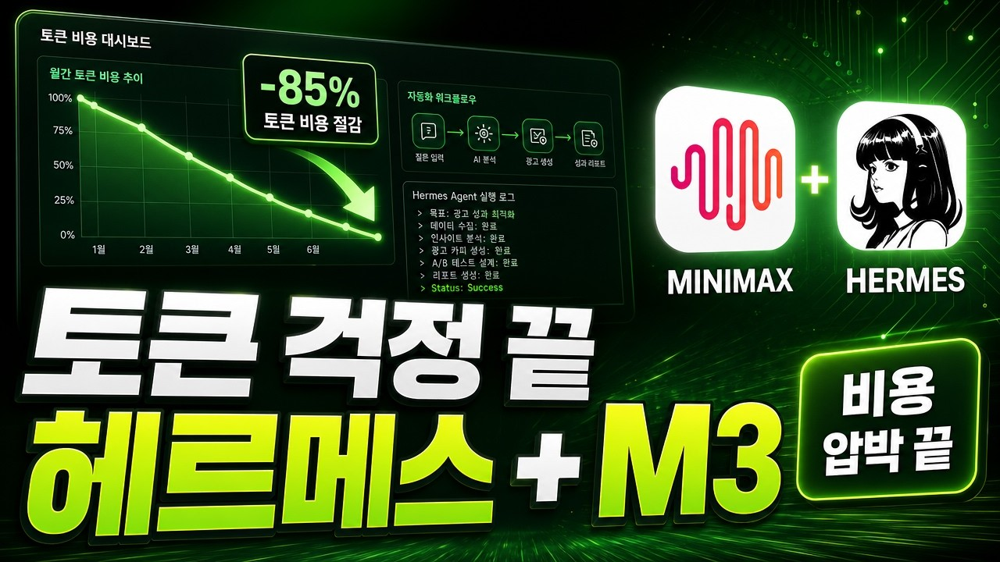 토큰 비용 대시보드
월간 토큰 비용 추이
100%
75%
50%
25%
0%
1월
2월
3월
4월
5월
6월
-85%
토큰 비용 절감
자동화 워크플로우
질문 입력
AI 분석
광고 생성
성과 리포트
Hermes Agent 실행 로그
> 목표: 광고 성과 최적화
> 데이터 수집: 완료
> 인사이트 분석: 완료
> 광고 카피 생성: 완료
> A/B 테스트 설계: 완료
> 리포트 생성: 완료
> Status: Success
+
MINIMAX
HERMES
토큰 걱정 끝
헤르메스 + M3
비용
압박 끝